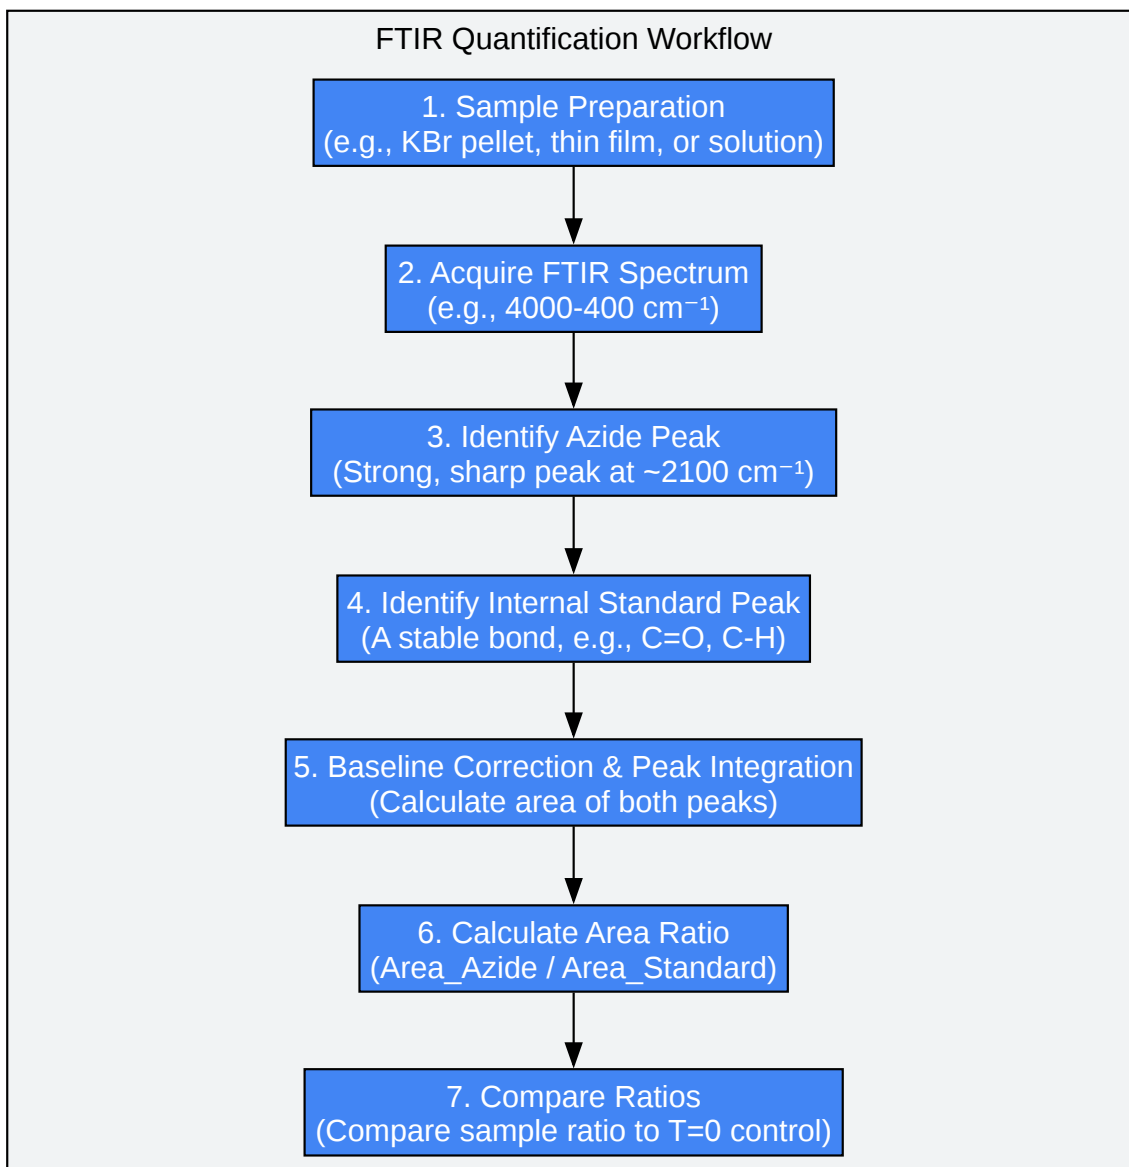 FTIR Quantification Workflow
1. Sample Preparation
(e.g., KBr pellet, thin film, or solution)
2. Acquire FTIR Spectrum
(e.g., 4000-400 cm⁻¹)
3. Identify Azide Peak
(Strong, sharp peak at ~2100 cm⁻¹)
4. Identify Internal Standard Peak
(A stable bond, e.g., C=O, C-H)
5. Baseline Correction & Peak Integration
(Calculate area of both peaks)
6. Calculate Area Ratio
(Area_Azide / Area_Standard)
7. Compare Ratios
(Compare sample ratio to T=0 control)